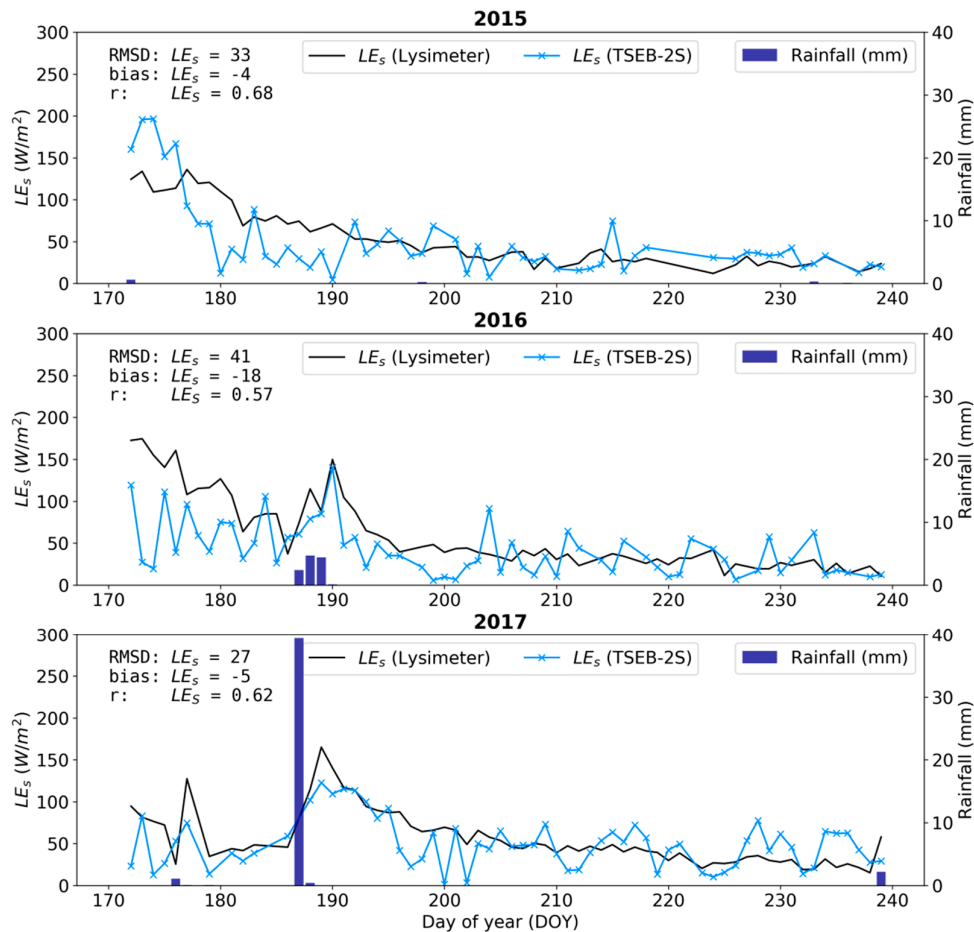 2015
RMSD: LEs = 33
bias: LEs = -4
r: LES = 0.68
LEs (Lysimeter)
LEs (TSEB-2S)
Rainfall (mm)
300
250
200
150
100
50
0
LEs (W/m²)
40
30
20
10
0
Rainfall (mm)
170 180 190 200 210 220 230 240
2016
RMSD: LEs = 41
bias: LEs = -18
r: LES = 0.57
LEs (Lysimeter)
LEs (TSEB-2S)
Rainfall (mm)
300
250
200
150
100
50
0
LEs (W/m²)
40
30
20
10
0
Rainfall (mm)
170 180 190 200 210 220 230 240
2017
RMSD: LEs = 27
bias: LEs = -5
r: LES = 0.62
LEs (Lysimeter)
LEs (TSEB-2S)
Rainfall (mm)
300
250
200
150
100
50
0
LEs (W/m²)
40
30
20
10
0
Rainfall (mm)
170 180 190 200 210 220 230 240
Day of year (DOY)